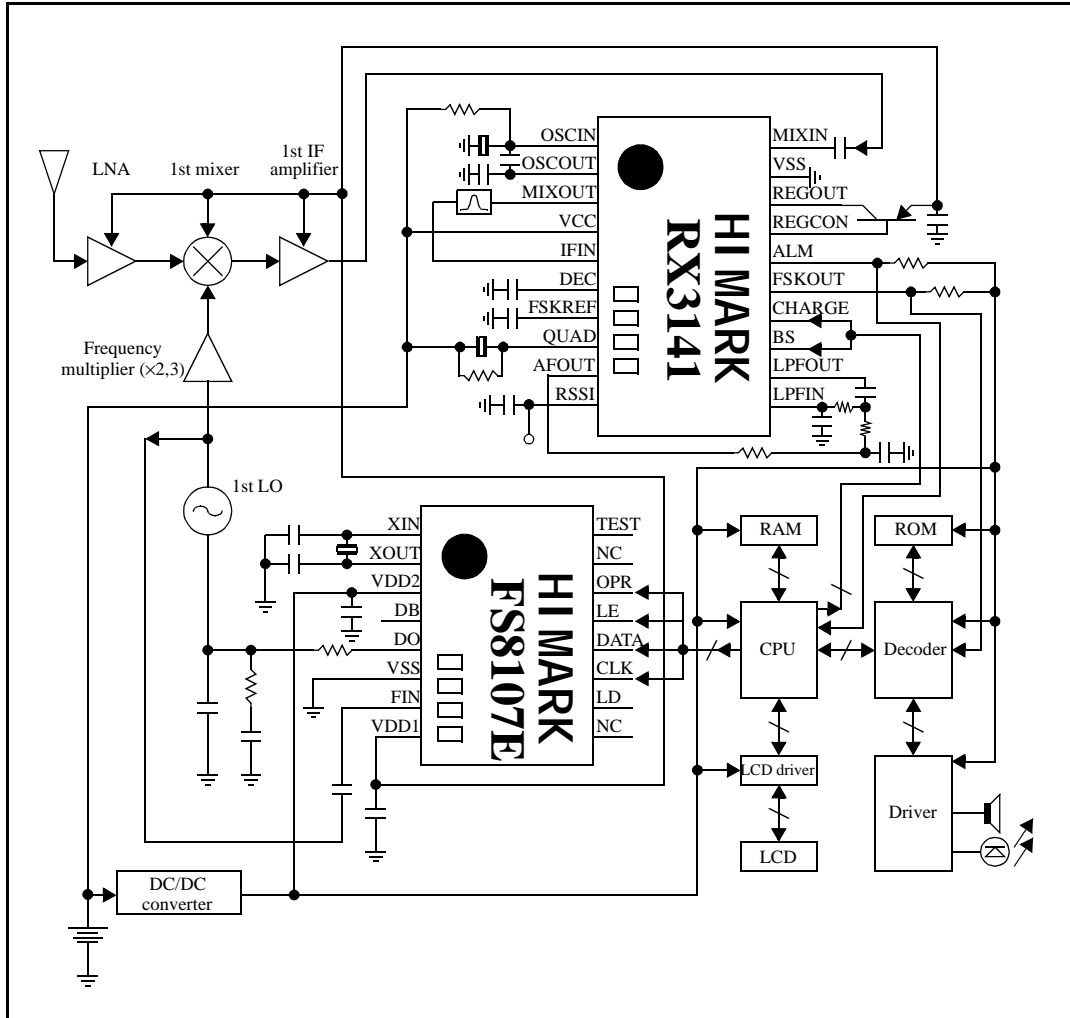 LNA
1st mixer
1st IF
amplifier
Frequency
multiplier (×2,3)
1st LO
OSCIN
OSCOUT
MIXOUT
VCC
IFIN
DEC
FSKREF
QUAD
AFOUT
RSSI
HI MARK
RX3141
MIXIN
VSS
REGOUT
REGCON
ALM
FSKOUT
CHARGE
BS
LPFOUT
LPFIN
XIN
XOUT
VDD2
DB
DO
VSS
FIN
VDD1
HI MARK
FS8107E
TEST
NC
OPR
LE
DATA
CLK
LD
NC
RAM
ROM
CPU
Decoder
LCD driver
Driver
LCD
DC/DC
converter